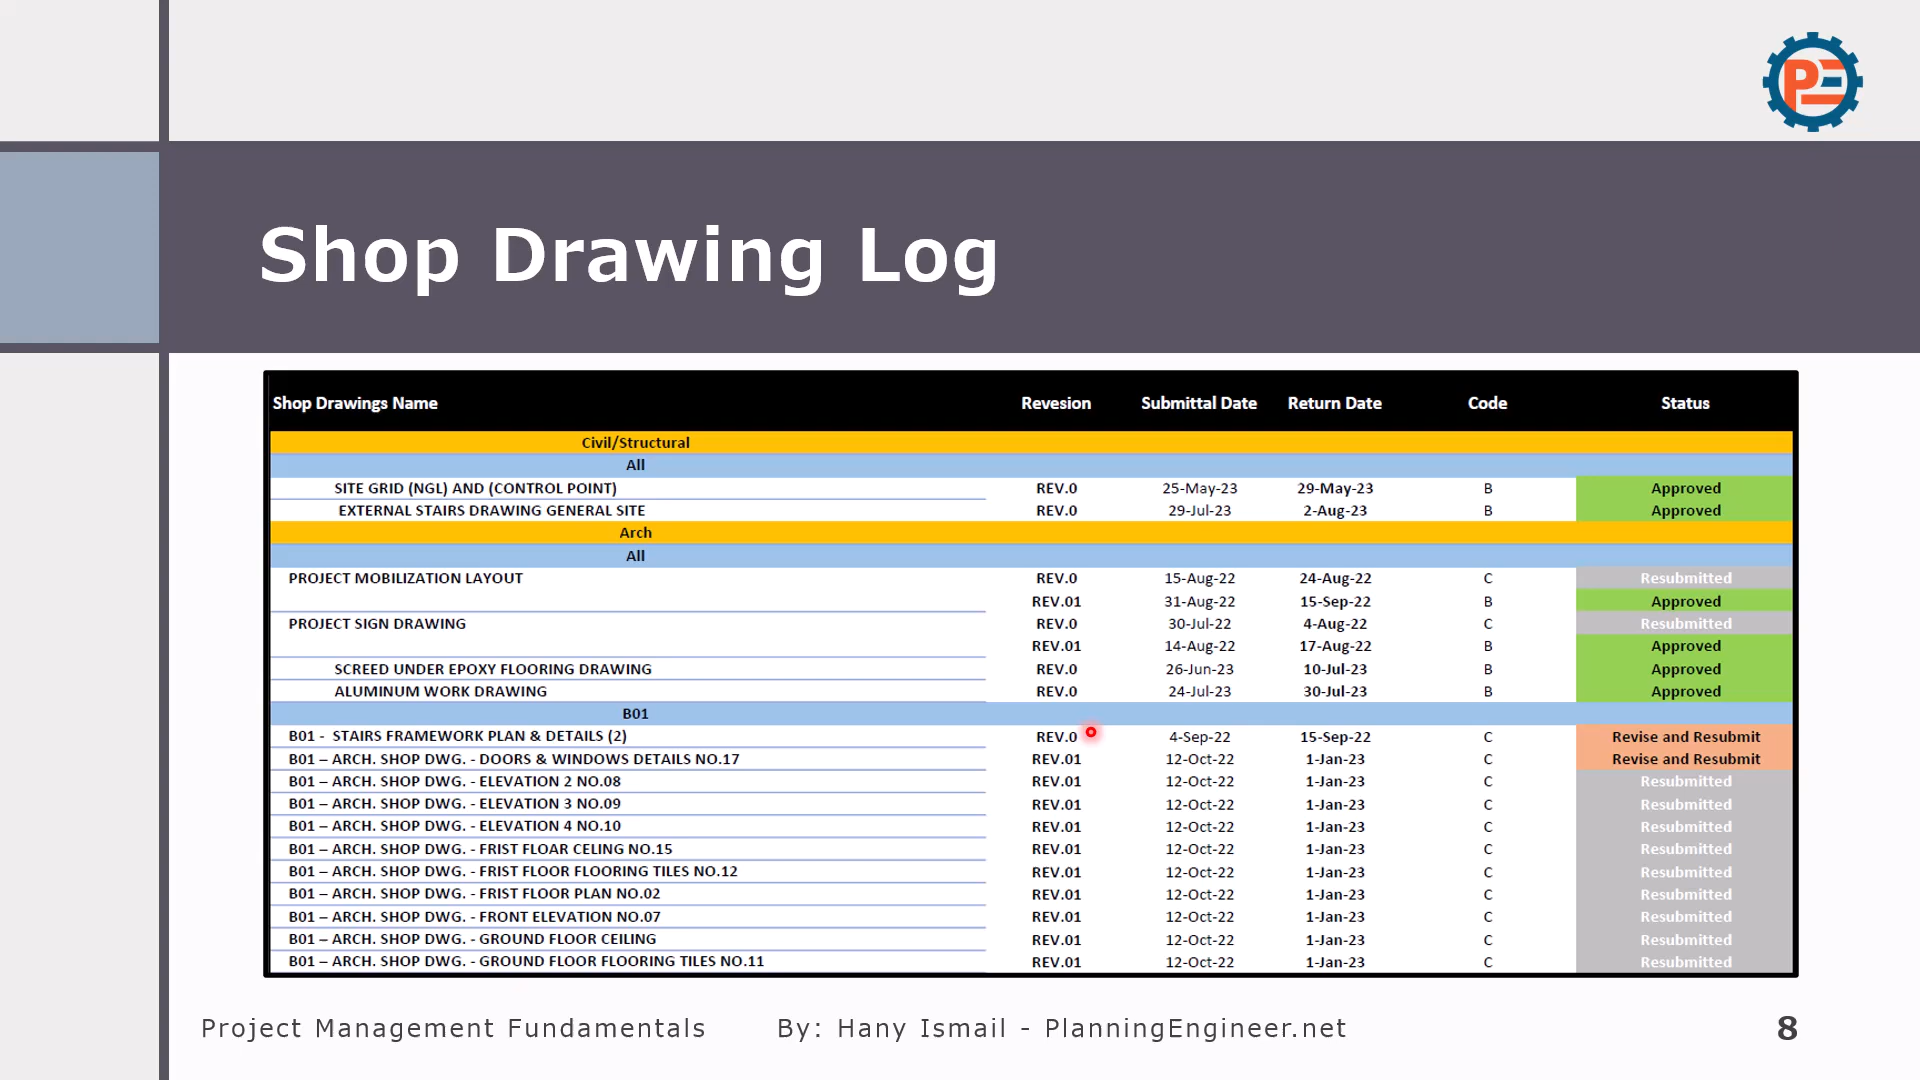 PE
Shop Drawing Log
Shop Drawings Name Revesion Submittal Date Return Date Code Status
Civil/Structural
All
SITE GRID (NGL) AND (CONTROL POINT) REV.0 25-May-23 29-May-23 B Approved
EXTERNAL STAIRS DRAWING GENERAL SITE REV.0 29-Jul-23 2-Aug-23 B Approved
Arch
All
PROJECT MOBILIZATION LAYOUT REV.0 15-Aug-22 24-Aug-22 C Resubmitted
REV.01 31-Aug-22 15-Sep-22 B Approved
PROJECT SIGN DRAWING REV.0 30-Jul-22 4-Aug-22 C Resubmitted
REV.01 14-Aug-22 17-Aug-22 B Approved
SCREED UNDER EPOXY FLOORING DRAWING REV.0 26-Jun-23 10-Jul-23 B Approved
ALUMINUM WORK DRAWING REV.0 24-Jul-23 30-Jul-23 B Approved
B01
B01 - STAIRS FRAMEWORK PLAN & DETAILS (2) REV.0 4-Sep-22 15-Sep-22 C Revise and Resubmit
B01 – ARCH. SHOP DWG. - DOORS & WINDOWS DETAILS NO.17 REV.01 12-Oct-22 1-Jan-23 C Revise and Resubmit
B01 – ARCH. SHOP DWG. - ELEVATION 2 NO.08 REV.01 12-Oct-22 1-Jan-23 C Resubmitted
B01 – ARCH. SHOP DWG. - ELEVATION 3 NO.09 REV.01 12-Oct-22 1-Jan-23 C Resubmitted
B01 – ARCH. SHOP DWG. - ELEVATION 4 NO.10 REV.01 12-Oct-22 1-Jan-23 C Resubmitted
B01 – ARCH. SHOP DWG. - FRIST FLOAR CELING NO.15 REV.01 12-Oct-22 1-Jan-23 C Resubmitted
B01 – ARCH. SHOP DWG. - FRIST FLOOR FLOORING TILES NO.12 REV.01 12-Oct-22 1-Jan-23 C Resubmitted
B01 – ARCH. SHOP DWG. - FRIST FLOOR PLAN NO.02 REV.01 12-Oct-22 1-Jan-23 C Resubmitted
B01 – ARCH. SHOP DWG. - FRONT ELEVATION NO.07 REV.01 12-Oct-22 1-Jan-23 C Resubmitted
B01 – ARCH. SHOP DWG. - GROUND FLOOR CEILING REV.01 12-Oct-22 1-Jan-23 C Resubmitted
B01 – ARCH. SHOP DWG. - GROUND FLOOR FLOORING TILES NO.11 REV.01 12-Oct-22 1-Jan-23 C Resubmitted
Project Management Fundamentals By: Hany Ismail - PlanningEngineer.net 8